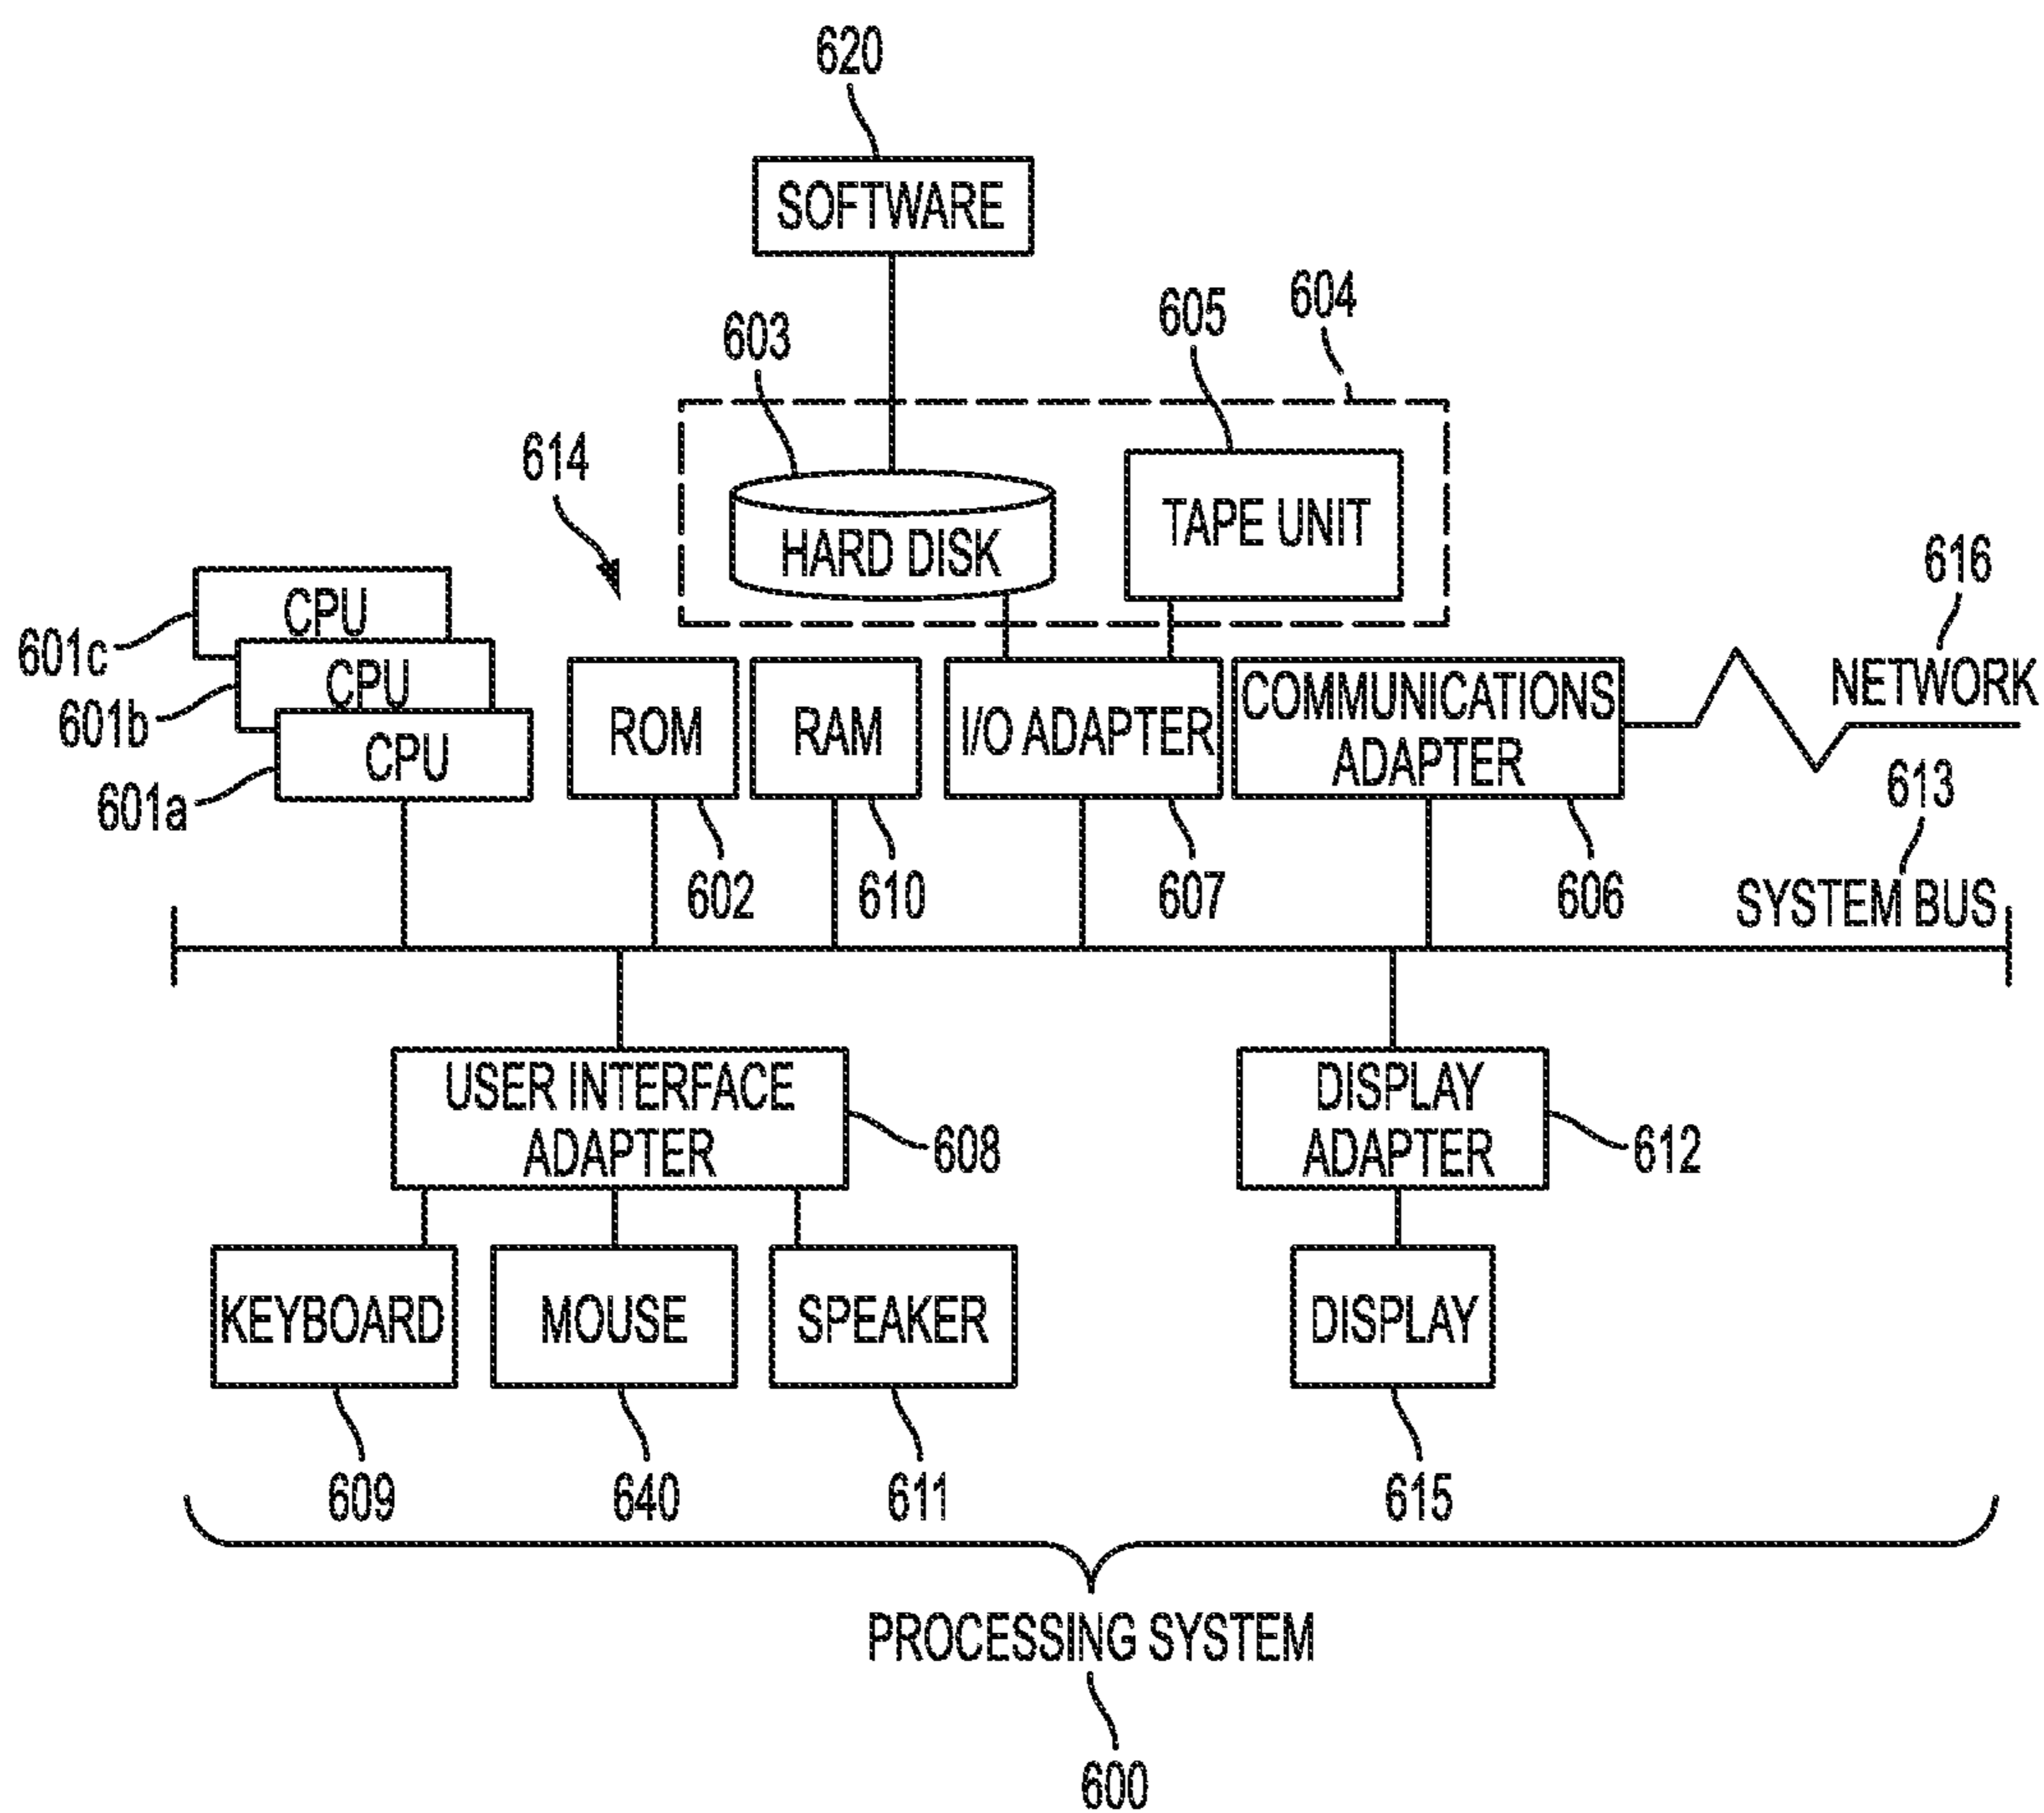 620
SOFTWARE
604
605
603
614
HARD DISK
TAPE UNIT
616
NETWORK
601c
CPU
601b
CPU
601a
CPU
ROM
RAM
I/O ADAPTER
COMMUNICATIONS
ADAPTER
613
602
610
607
606
SYSTEM BUS
USER INTERFACE
ADAPTER
608
DISPLAY
ADAPTER
612
KEYBOARD
MOUSE
SPEAKER
DISPLAY
609
640
611
615
PROCESSING SYSTEM
600